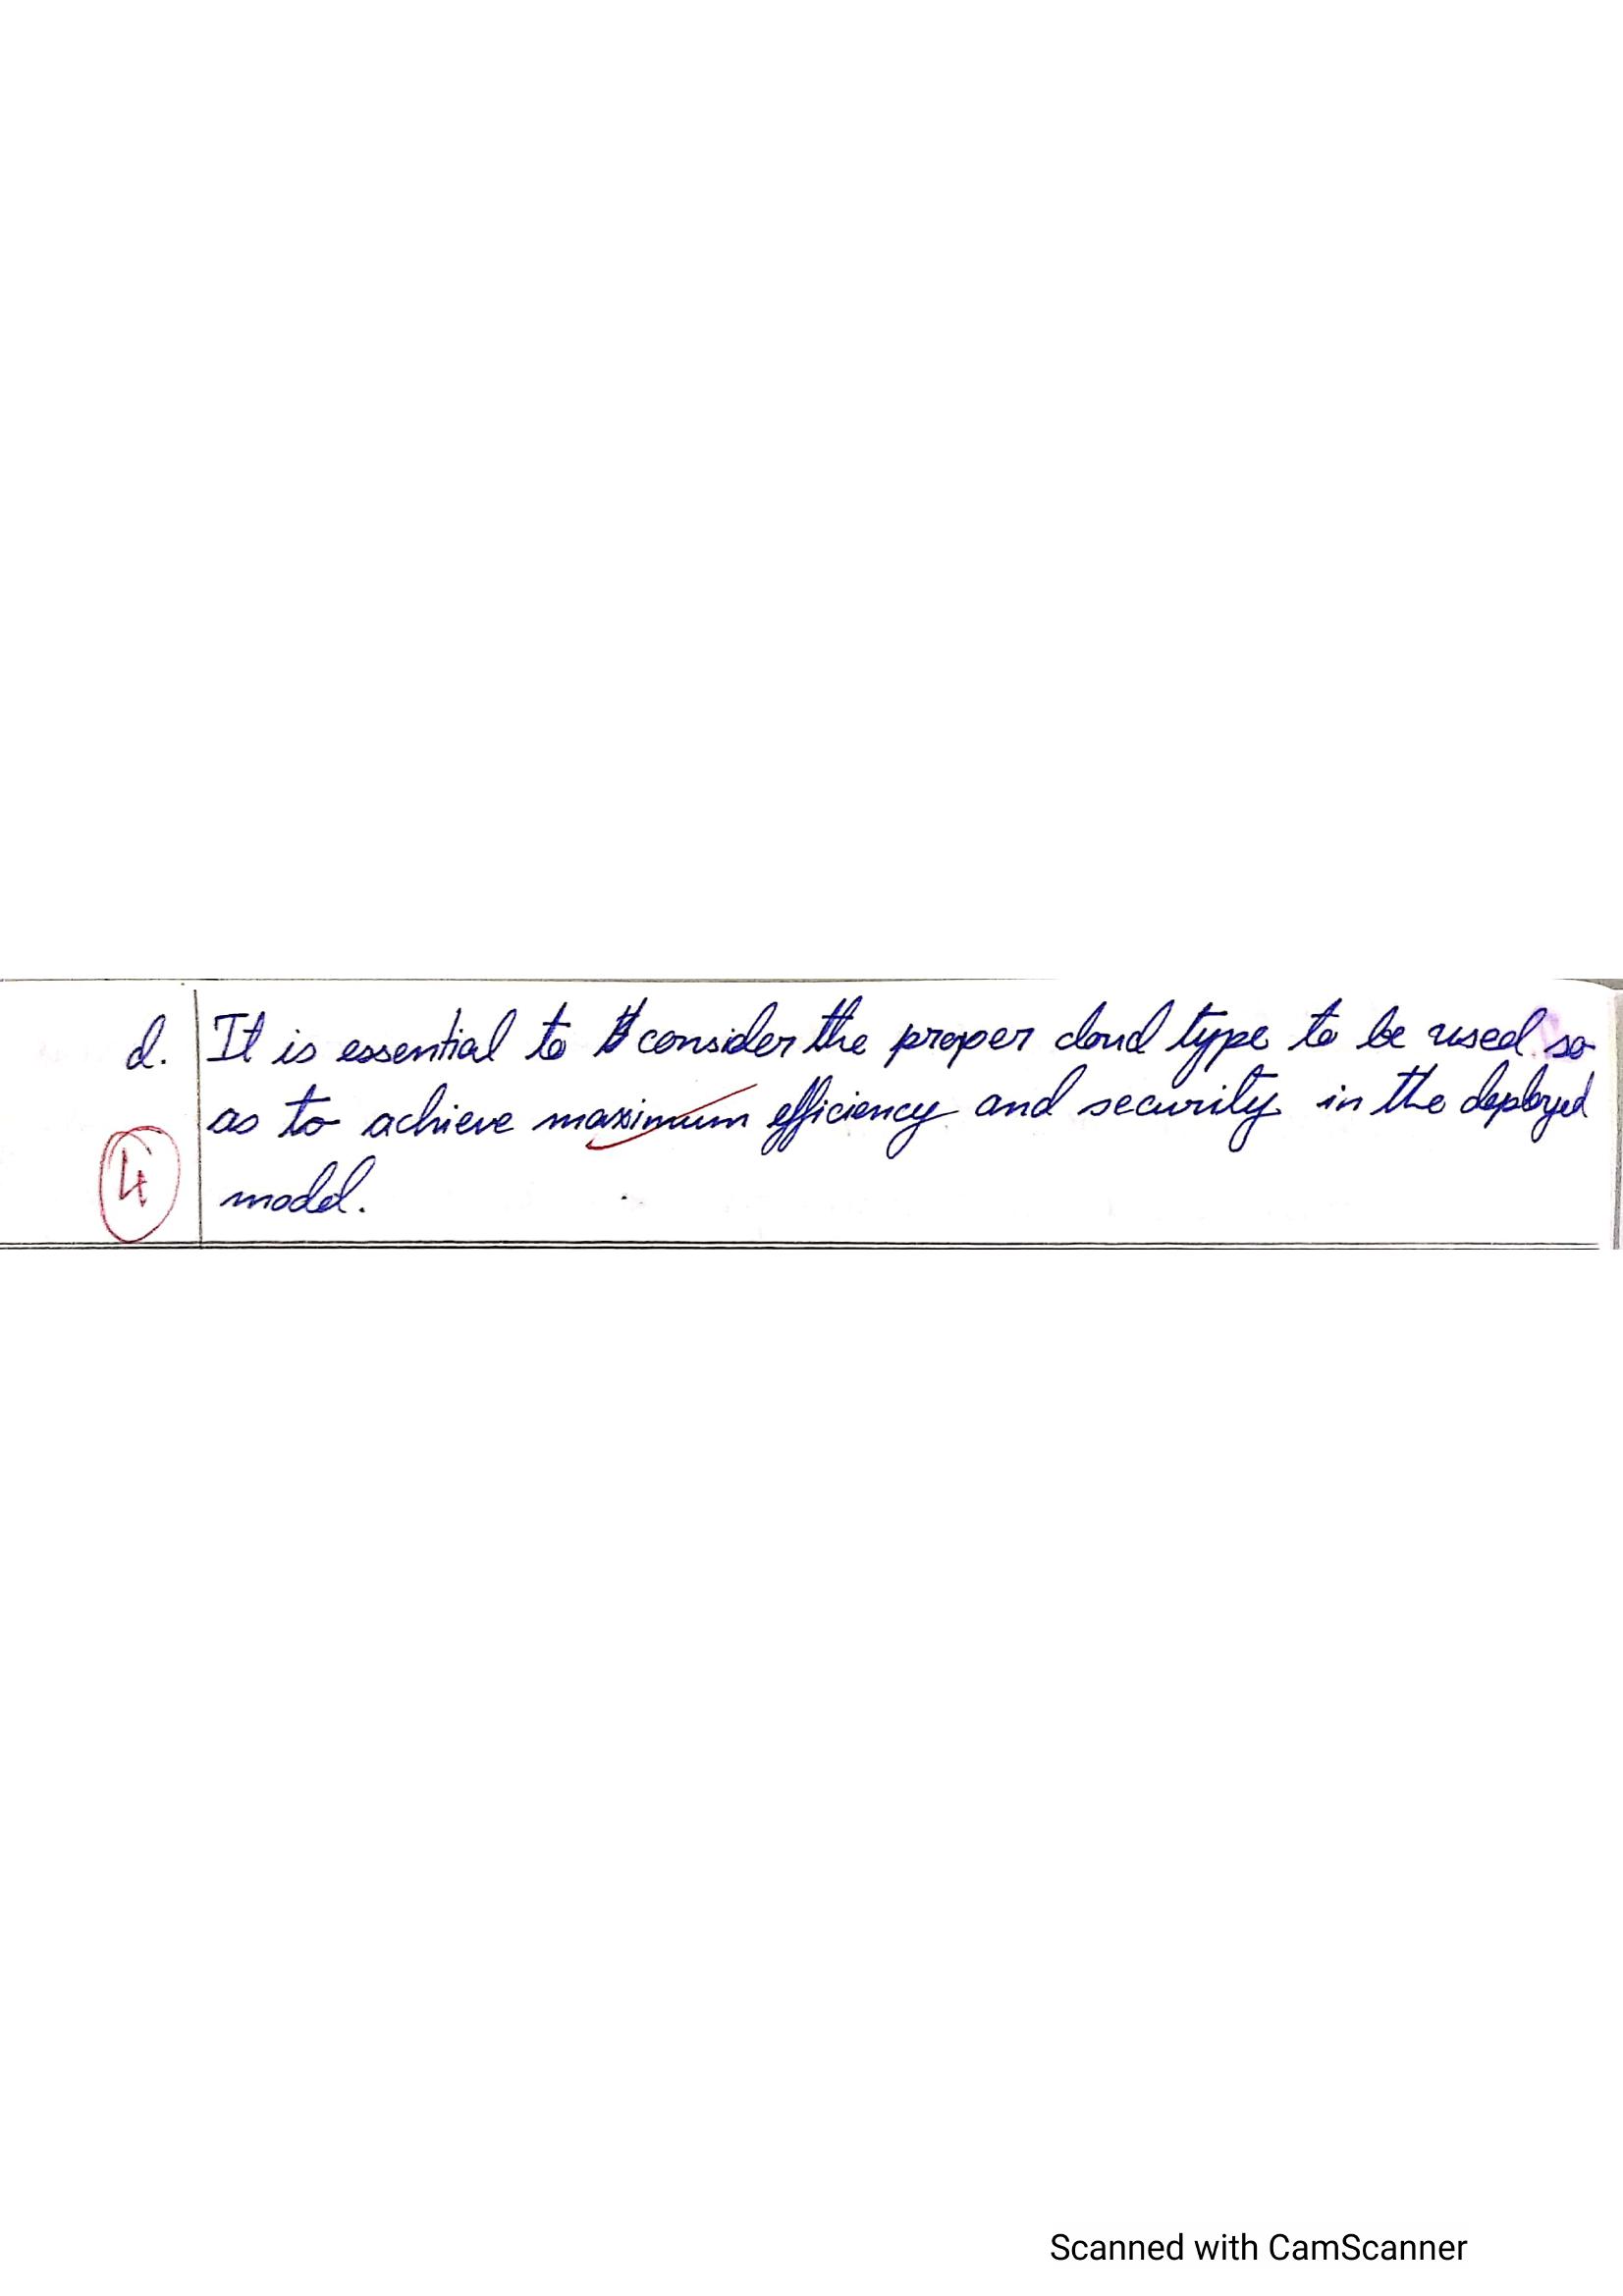 d. It is essential to consider the proper cloud type to be used so
as to achieve maximum efficiency and security in the deployed
4 model.
Scanned with CamScanner